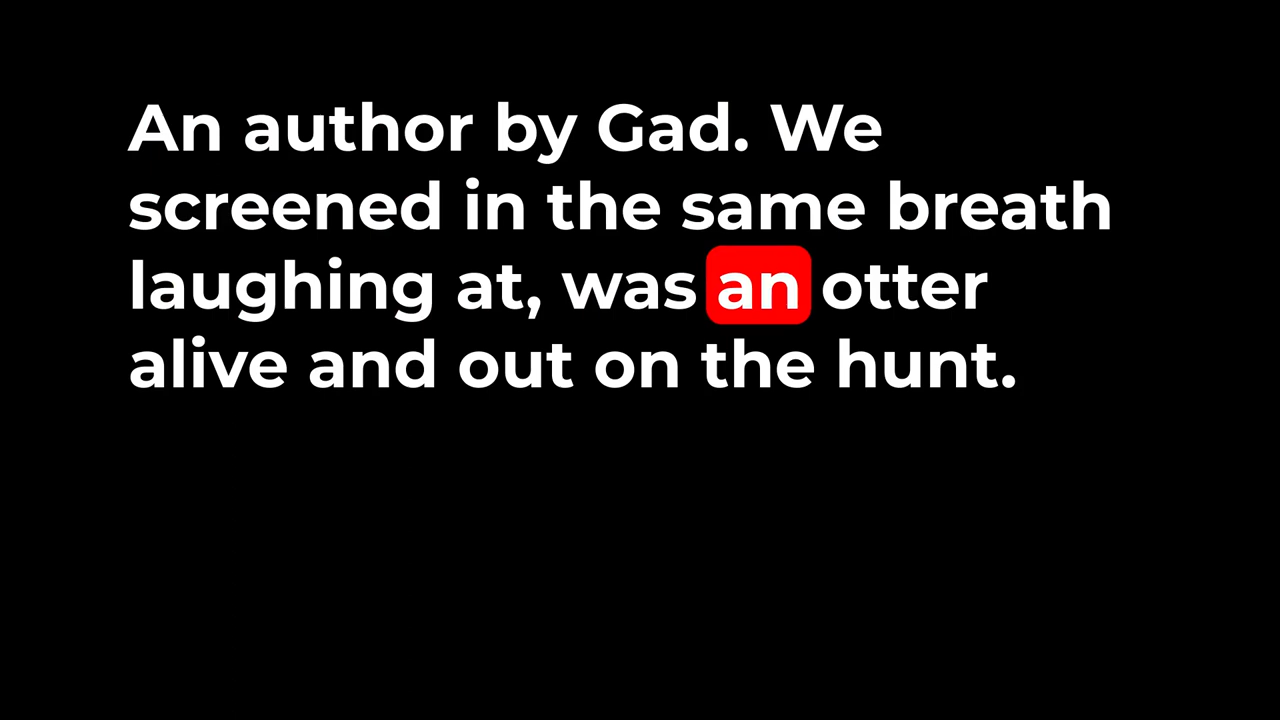 An author by Gad. We
screened in the same breath
laughing at, was an otter
alive and out on the hunt.